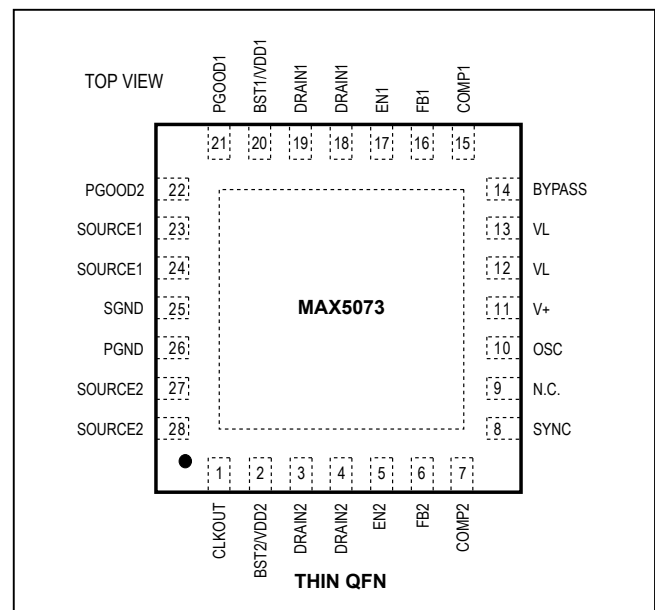 TOP VIEW
PGOOD1
BST1/VDD1
DRAIN1
DRAIN1
EN1
FB1
COMP1
21 20 19 18 17 16 15
PGOOD2 22
SOURCE1 23
SOURCE1 24
SGND 25
PGND 26
SOURCE2 27
SOURCE2 28
MAX5073
14 BYPASS
13 VL
12 VL
11 V+
10 OSC
9 N.C.
8 SYNC
1 2 3 4 5 6 7
CLKOUT
BST2/VDD2
DRAIN2
DRAIN2
EN2
FB2
COMP2
THIN QFN